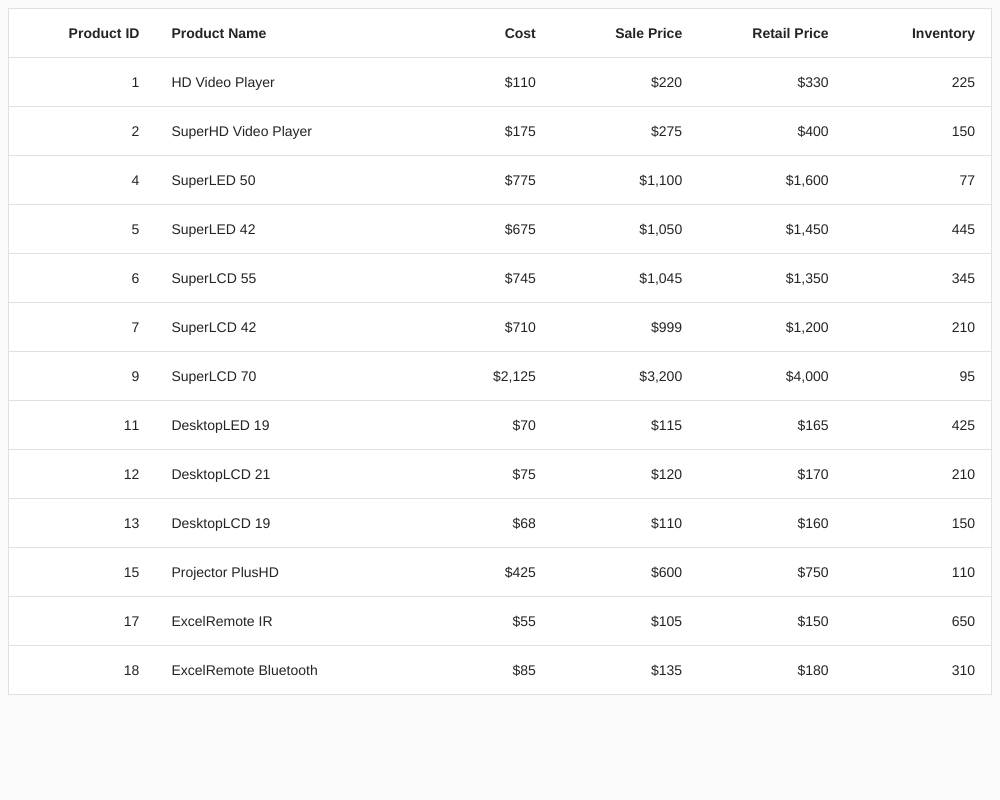 Product ID Product Name Cost Sale Price Retail Price Inventory
1 HD Video Player $110 $220 $330 225
2 SuperHD Video Player $175 $275 $400 150
4 SuperLED 50 $775 $1,100 $1,600 77
5 SuperLED 42 $675 $1,050 $1,450 445
6 SuperLCD 55 $745 $1,045 $1,350 345
7 SuperLCD 42 $710 $999 $1,200 210
9 SuperLCD 70 $2,125 $3,200 $4,000 95
11 DesktopLED 19 $70 $115 $165 425
12 DesktopLCD 21 $75 $120 $170 210
13 DesktopLCD 19 $68 $110 $160 150
15 Projector PlusHD $425 $600 $750 110
17 ExcelRemote IR $55 $105 $150 650
18 ExcelRemote Bluetooth $85 $135 $180 310